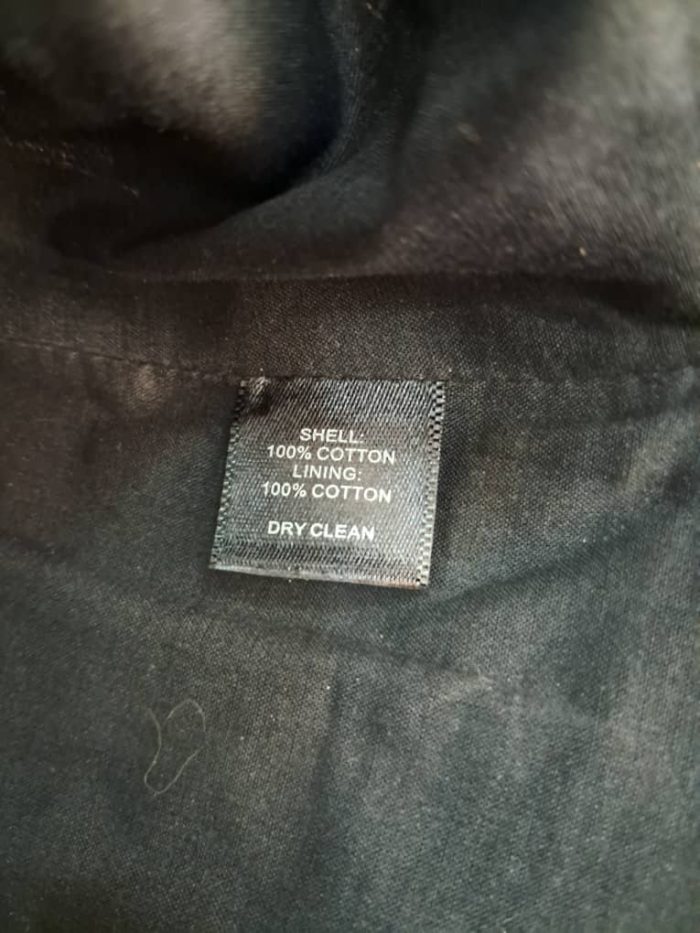 SHELL:
100% COTTON
LINING:
100% COTTON
DRY CLEAN